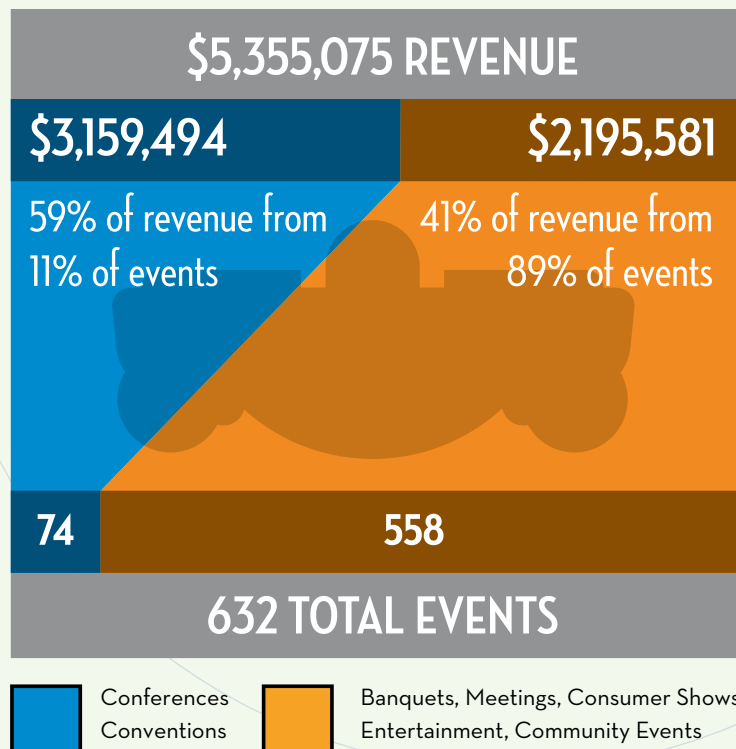 $5,355,075 REVENUE
$3,159,494
$2,195,581
59% of revenue from
11% of events
41% of revenue from
89% of events
74
558
632 TOTAL EVENTS
Conferences
Conventions
Banquets, Meetings, Consumer Shows
Entertainment, Community Events